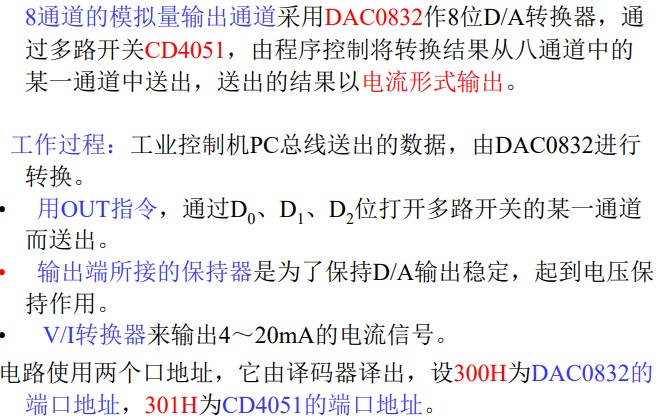 8通道的模拟量输出通道采用DAC0832作8位D/A转换器，通
过多路开关CD4051，由程序控制将转换结果从八通道中的
某一通道中送出，送出的结果以电流形式输出。
工作过程：工业控制机PC总线送出的数据，由DAC0832进行
转换。
• 用OUT指令，通过D₀、D₁、D₂位打开多路开关的某一通道
而送出。
• 输出端所接的保持器是为了保持D/A输出稳定，起到电压保
持作用。
• V/I转换器来输出4～20mA的电流信号。
电路使用两个口地址，它由译码器译出，设300H为DAC0832的
端口地址，301H为CD4051的端口地址。